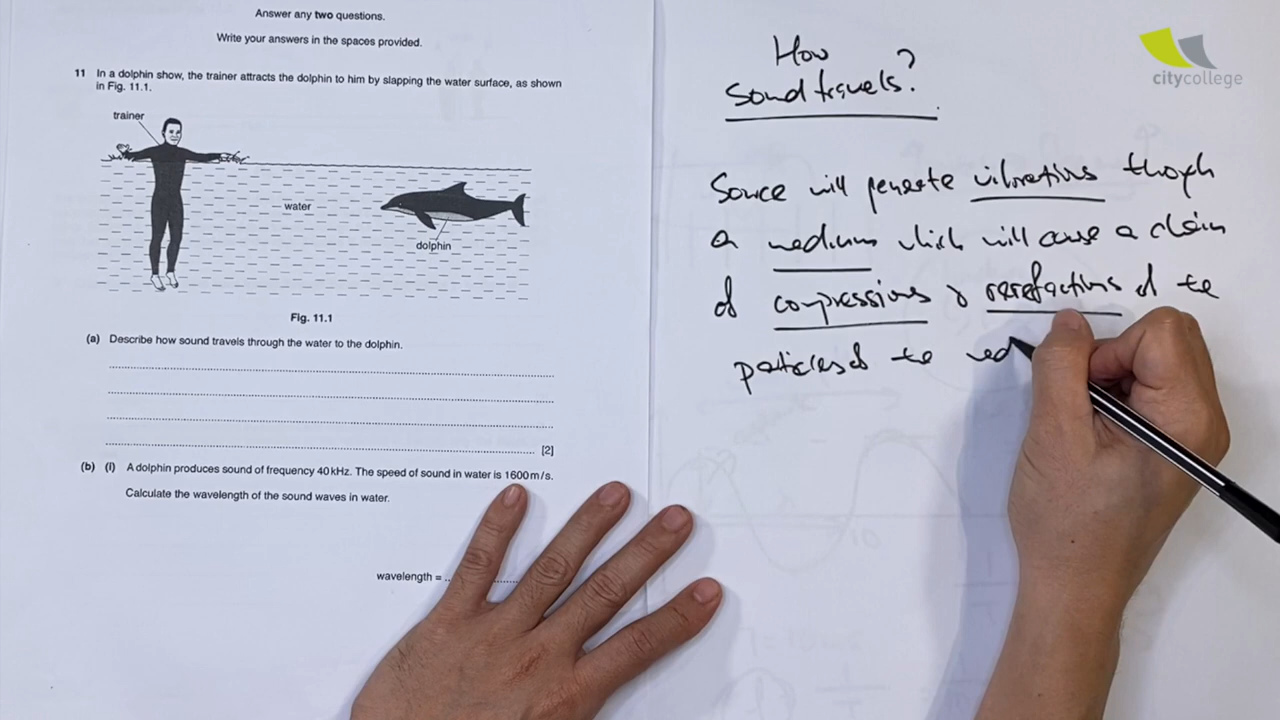 Answer any two questions.
Write your answers in the spaces provided.
11 In a dolphin show, the trainer attracts the dolphin to him by slapping the water surface, as shown
in Fig. 11.1.
trainer
water
dolphin
Fig. 11.1
(a) Describe how sound travels through the water to the dolphin.
[2]
(b) (i) A dolphin produces sound of frequency 40 kHz. The speed of sound in water is 1600 m/s.
Calculate the wavelength of the sound waves in water.
wavelength =
How
Sound travels?
Source will generate vibrations through
a medium which will cause a chain
of compressions & rarefactions of the
particles of the med
citycollege